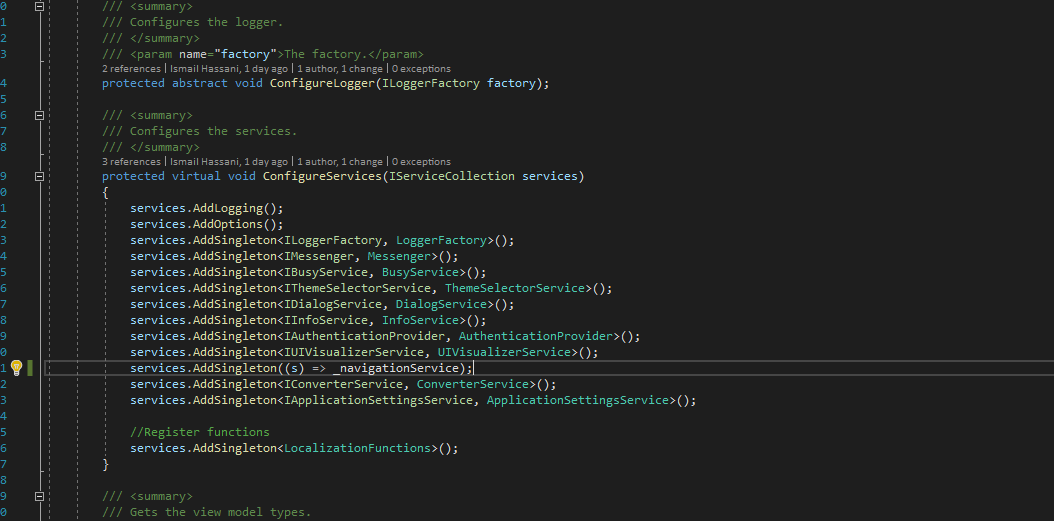 0 /// <summary>
1 /// Configures the logger.
2 /// </summary>
3 /// <param name="factory">The factory.</param>
2 references | Ismail Hassani, 1 day ago | 1 author, 1 change | 0 exceptions
4 protected abstract void ConfigureLogger(ILoggerFactory factory);
5
6 /// <summary>
7 /// Configures the services.
8 /// </summary>
3 references | Ismail Hassani, 1 day ago | 1 author, 1 change | 0 exceptions
9 protected virtual void ConfigureServices(IServiceCollection services)
0 {
1 services.AddLogging();
2 services.AddOptions();
3 services.AddSingleton<ILoggerFactory, LoggerFactory>();
4 services.AddSingleton<IMessenger, Messenger>();
5 services.AddSingleton<IBusyService, BusyService>();
6 services.AddSingleton<IThemeSelectorService, ThemeSelectorService>();
7 services.AddSingleton<IDialogService, DialogService>();
8 services.AddSingleton<IInfoService, InfoService>();
9 services.AddSingleton<IAuthenticationProvider, AuthenticationProvider>();
0 services.AddSingleton<IUIVisualizerService, UIVisualizerService>();
1 services.AddSingleton((s) => _navigationService);
2 services.AddSingleton<IConverterService, ConverterService>();
3 services.AddSingleton<IApplicationSettingsService, ApplicationSettingsService>();
4
5 //Register functions
6 services.AddSingleton<LocalizationFunctions>();
7 }
8
9 /// <summary>
0 /// Gets the view model types.